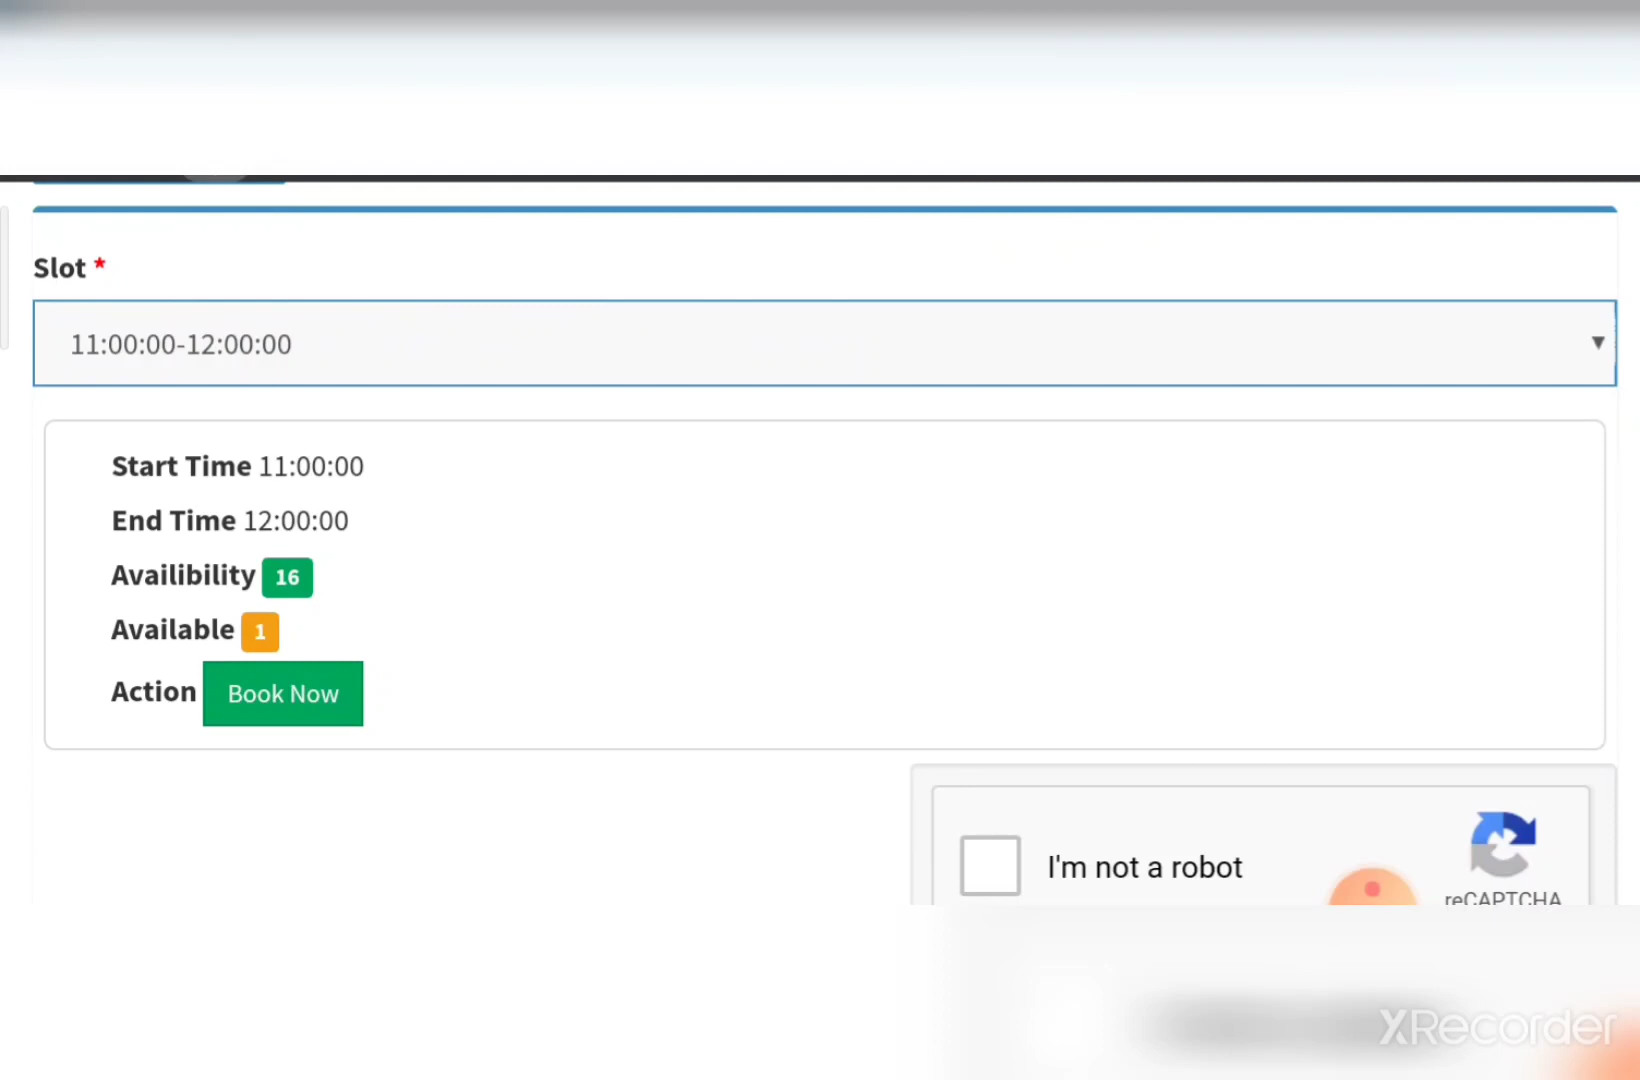 Slot *
11:00:00-12:00:00
Start Time 11:00:00
End Time 12:00:00
Availibility 16
Available 1
Action Book Now
I'm not a robot
reCAPTCHA
XRecorder